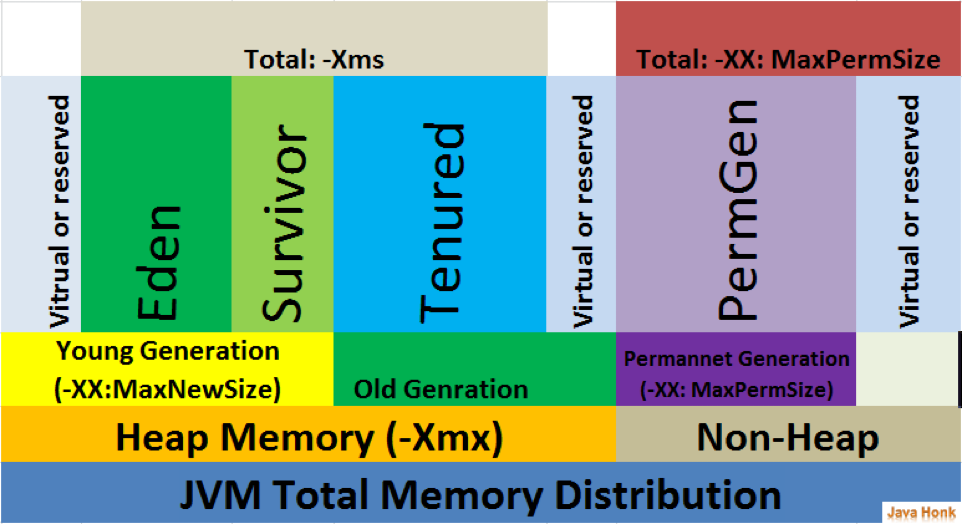 Total: -Xms
Total: -XX: MaxPermSize
Vitrual or reserved
Eden
Survivor
Tenured
Virtual or reserved
PermGen
Virtual or reserved
Young Generation
(-XX:MaxNewSize)
Old Genration
Permannet Generation
(-XX: MaxPermSize)
Heap Memory (-Xmx)
Non-Heap
JVM Total Memory Distribution
Java Honk